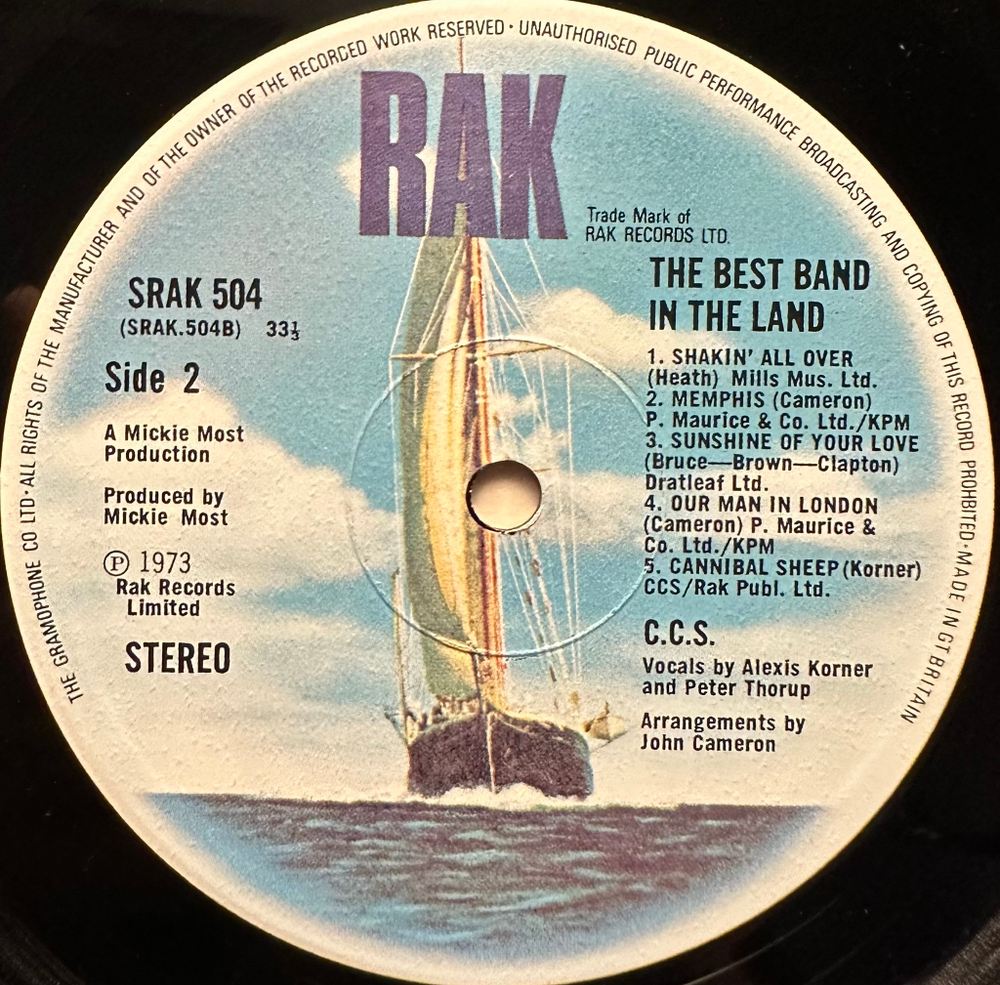 THE GRAMOPHONE CO LTD · ALL RIGHTS OF THE MANUFACTURER AND OF THE OWNER OF THE RECORDED WORK RESERVED · UNAUTHORISED PUBLIC PERFORMANCE BROADCASTING AND COPYING OF THIS RECORD PROHBITED · MADE IN GT BRITAIN
RAK
Trade Mark of
RAK RECORDS LTD.
SRAK 504
(SRAK.504B) 33⅓
Side 2
A Mickie Most
Production
Produced by
Mickie Most
℗ 1973
Rak Records
Limited
STEREO
THE BEST BAND
IN THE LAND
1. SHAKIN' ALL OVER
(Heath) Mills Mus. Ltd.
2. MEMPHIS (Cameron)
P. Maurice & Co. Ltd./KPM
3. SUNSHINE OF YOUR LOVE
(Bruce—Brown—Clapton)
Dratleaf Ltd.
4. OUR MAN IN LONDON
(Cameron) P. Maurice &
Co. Ltd./KPM
5. CANNIBAL SHEEP (Korner)
CCS/Rak Publ. Ltd.
C.C.S.
Vocals by Alexis Korner
and Peter Thorup
Arrangements by
John Cameron